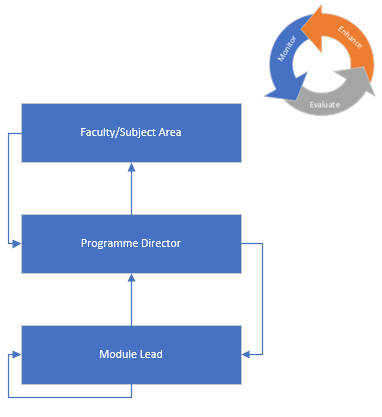 Monitor
Enhance
Evaluate
Faculty/Subject Area
Programme Director
Module Lead